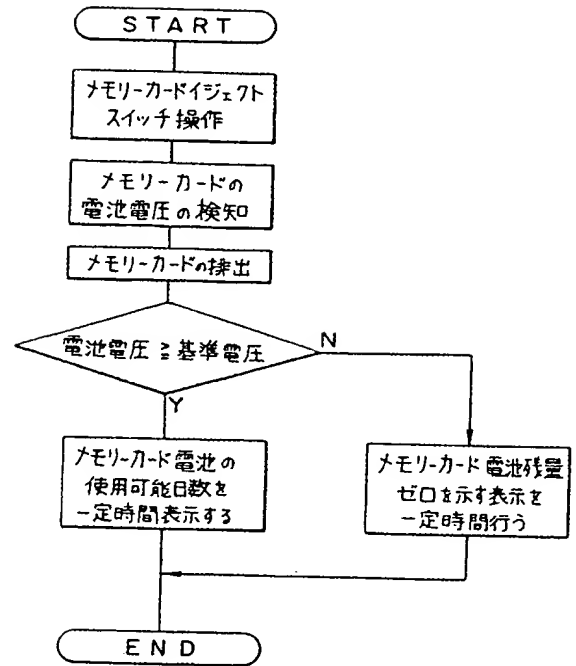 START
メモリーカードイジェクト
スイッチ操作
メモリーカードの
電池電圧の検知
メモリーカードの排出
電池電圧≧基準電圧
N
Y
メモリーカード電池の
使用可能日数を
一定時間表示する
メモリーカード電池残量
ゼロを示す表示を
一定時間行う
END